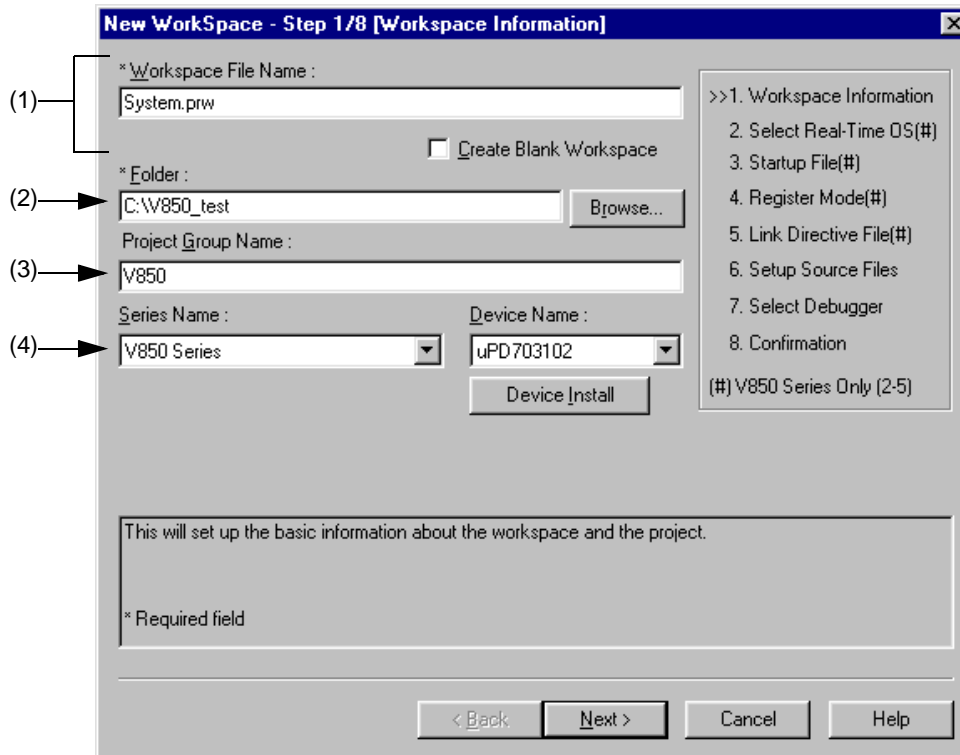 New WorkSpace - Step 1/8 [Workspace Information]
(1)
* Workspace File Name :
System.prw
Create Blank Workspace
(2)
* Folder :
C:\V850_test
Browse...
(3)
Project Group Name :
V850
(4)
Series Name :
V850 Series
Device Name :
uPD703102
Device Install
>>1. Workspace Information
2. Select Real-Time OS(#)
3. Startup File(#)
4. Register Mode(#)
5. Link Directive File(#)
6. Setup Source Files
7. Select Debugger
8. Confirmation
(#) V850 Series Only (2-5)
This will set up the basic information about the workspace and the project.
* Required field
< Back
Next >
Cancel
Help